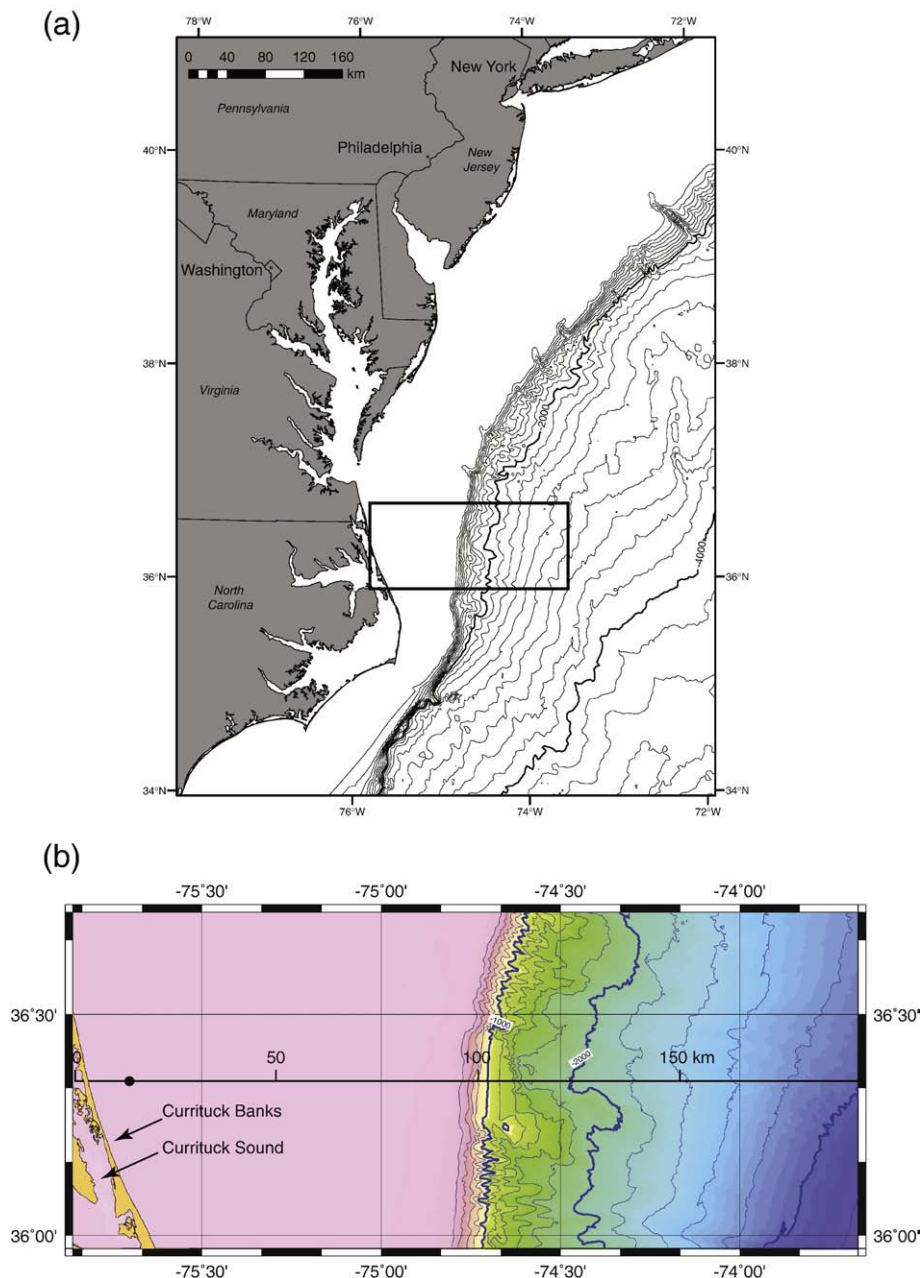 (a)
78°W 76°W 74°W 72°W
0 40 80 120 160
km
New York
Pennsylvania
40°N 40°N
Philadelphia
New
Jersey
Maryland
Washington
38°N 38°N
Virginia
2000
36°N 36°N
North
Carolina
4000
34°N 34°N
76°W 74°W 72°W
(b)
-75°30' -75°00' -74°30' -74°00'
36°30' 36°30'
-1000
-2000
0 50 100 150 km
Currituck Banks
Currituck Sound
36°00' 36°00'
-75°30' -75°00' -74°30' -74°00'